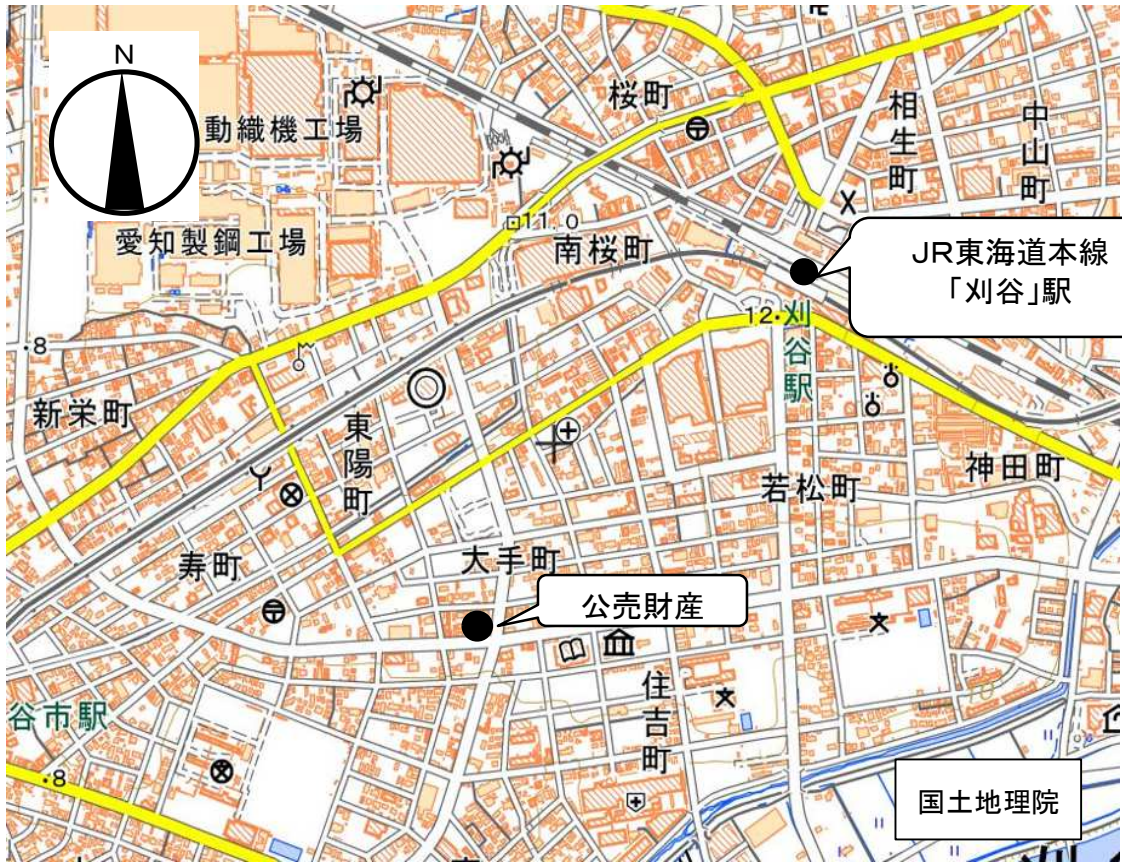 N
桜町
相生町
中山町
動織機工場
11.0
愛知製鋼工場
南桜町
JR東海道本線
「刈谷」駅
12
刈谷駅
8
新栄町
東陽町
若松町
神田町
大手町
寿町
公売財産
住吉町
谷市駅
10
8
国土地理院